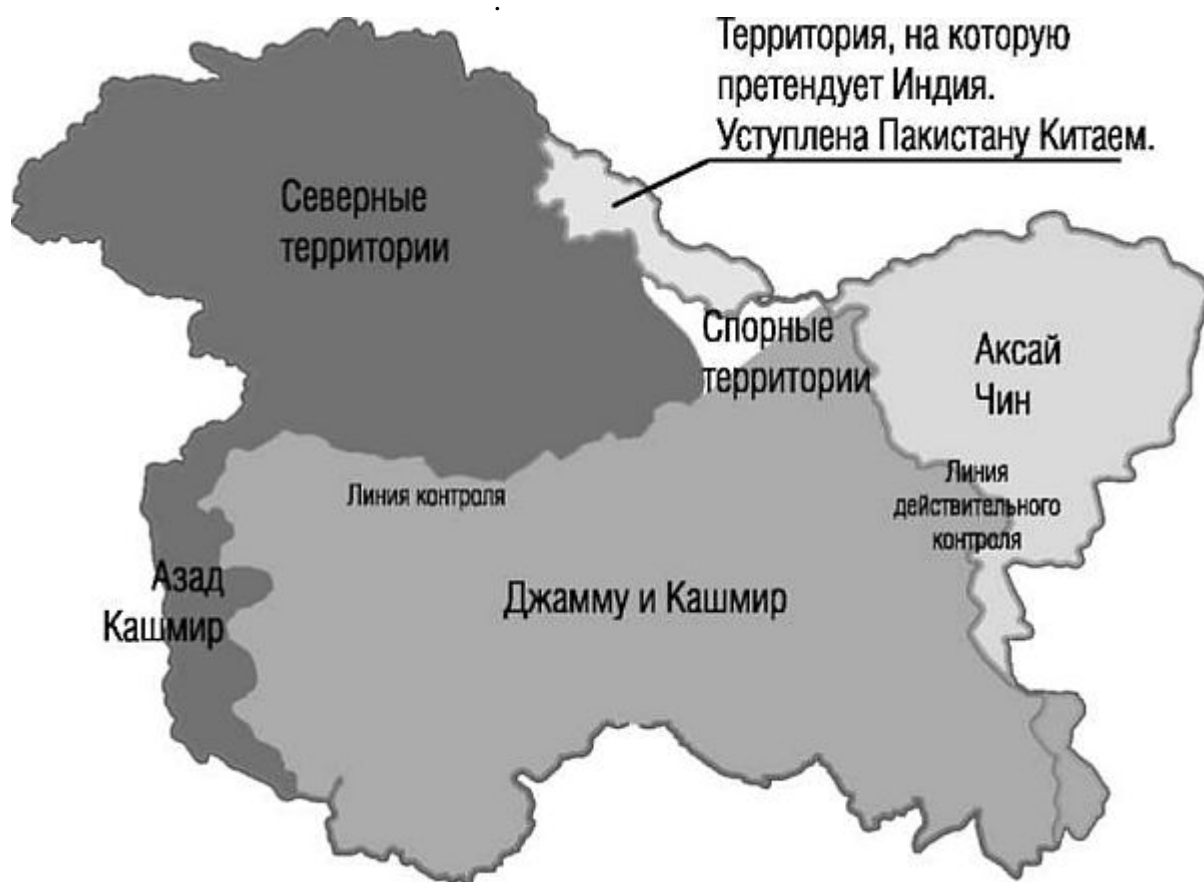 Территория, на которую
претендует Индия.
Уступлена Пакистану Китаем.
Северные
территории
Спорные
территории
Аксай
Чин
Линия контроля
Линия
действительного
контроля
Азад
Кашмир
Джамму и Кашмир